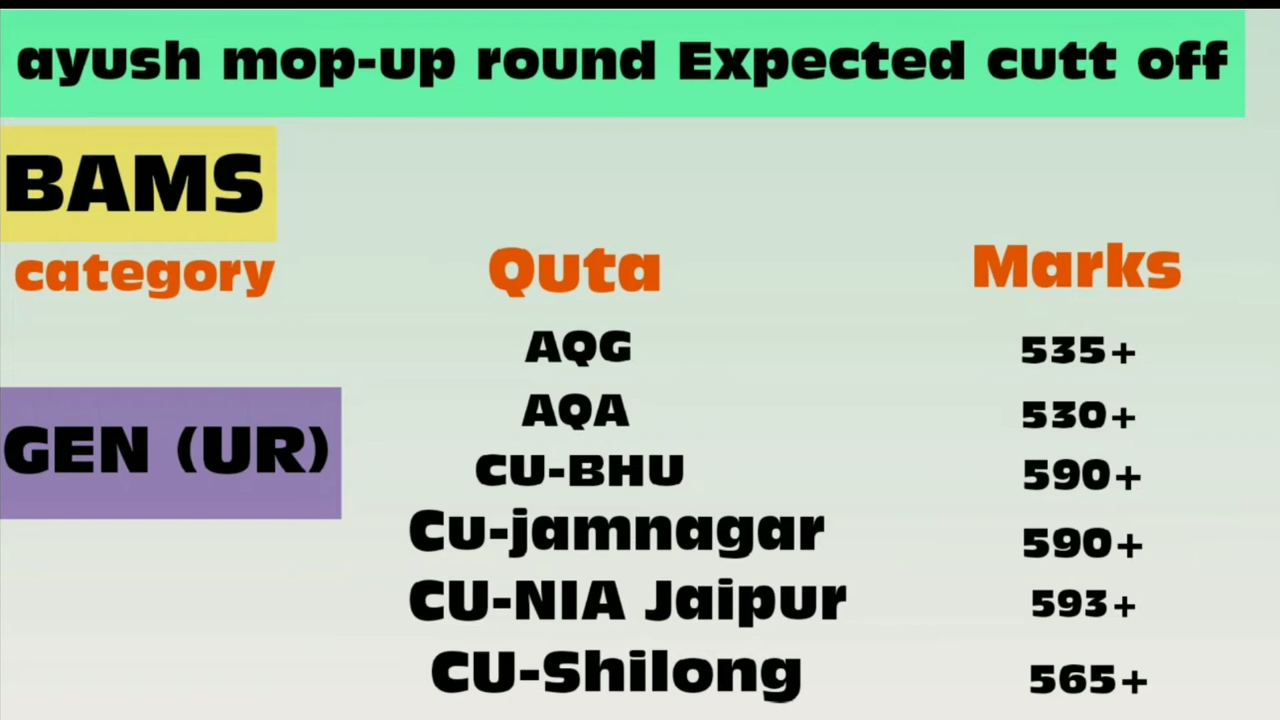 ayush mop-up round Expected cutt off
BAMS
category Quta Marks
AQG 535+
AQA 530+
GEN (UR)
CU-BHU 590+
Cu-jamnagar 590+
CU-NIA Jaipur 593+
CU-Shilong 565+